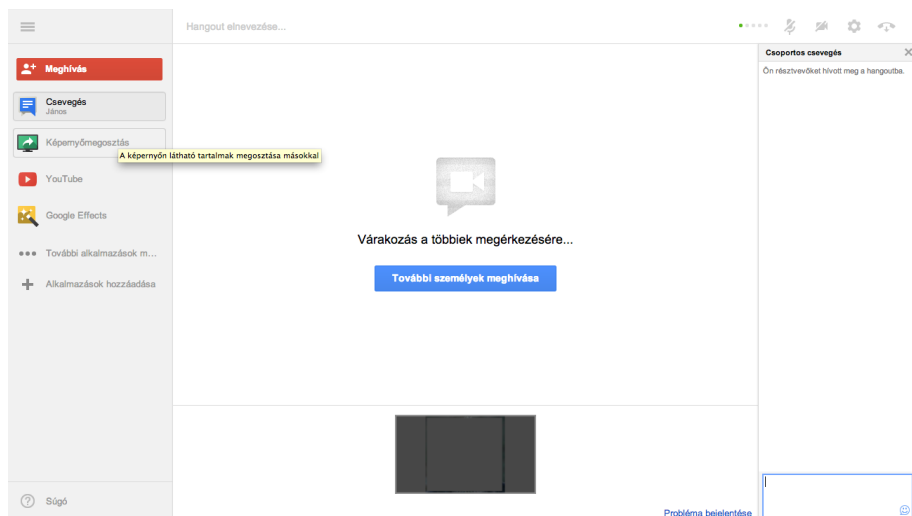 Hangout elnevezése...
Meghívás
Csevegés
János
Képernyőmegosztás
A képernyőn látható tartalmak megosztása másokkal
YouTube
Google Effects
További alkalmazások m...
Alkalmazások hozzáadása
Súgó
Várakozás a többiek megérkezésére...
További személyek meghívása
Probléma bejelentése
Csoportos csevegés
Ön résztvevőket hívott meg a hangoutba.